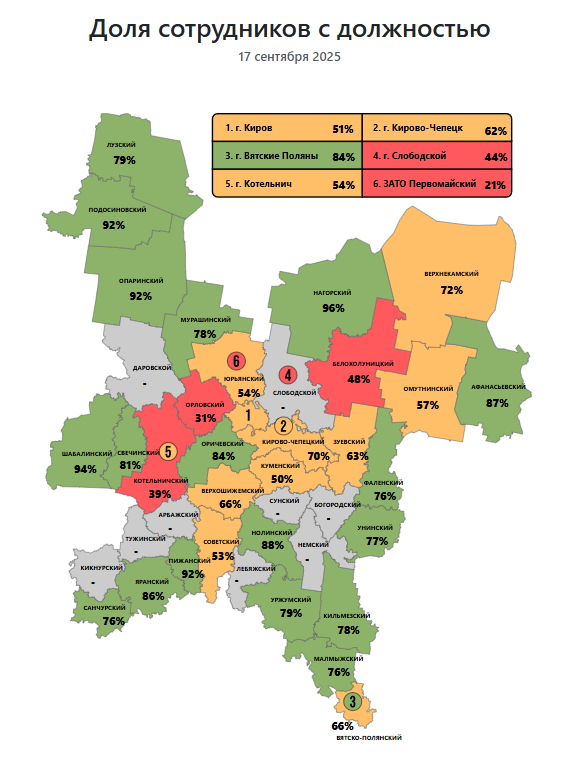 Доля сотрудников с должностью
17 сентября 2025
1. г. Киров 51%
2. г. Кирово-Чепецк 62%
3. г. Вятские Поляны 84%
4. г. Слободской 44%
5. г. Котельнич 54%
6. ЗАТО Первомайский 21%
ЛУЗСКИЙ
79%
ПОДОСИНОВСКИЙ
92%
ОПАРИНСКИЙ
92%
МУРАШИНСКИЙ
78%
НАГОРСКИЙ
96%
ВЕРХНЕКАМСКИЙ
72%
ДАРОВСКОЙ
-
6
ЮРЬЯНСКИЙ
54%
4
СЛОБОДСКОЙ
-
БЕЛОХОЛУНИЦКИЙ
48%
ОМУТНИНСКИЙ
57%
АФАНАСЬЕВСКИЙ
87%
ОРЛОВСКИЙ
31%
1
2
ШАБАЛИНСКИЙ
94%
СВЕЧИНСКИЙ
81%
5
КОТЕЛЬНИЧСКИЙ
39%
ОРИЧЕВСКИЙ
84%
КИРОВО-ЧЕПЕЦКИЙ
70%
ЗУЕВСКИЙ
63%
КУМЕНСКИЙ
50%
ФАЛЕНСКИЙ
76%
ВЕРХОШИЖЕМСКИЙ
66%
СУНСКИЙ
-
БОГОРОДСКИЙ
-
АРБАЖСКИЙ
-
УНИНСКИЙ
77%
ТУЖИНСКИЙ
-
СОВЕТСКИЙ
53%
НОЛИНСКИЙ
88%
НЕМСКИЙ
-
КИКНУРСКИЙ
-
ПИЖАНСКИЙ
92%
ЛЕБЯЖСКИЙ
-
ЯРАНСКИЙ
86%
САНЧУРСКИЙ
76%
УРЖУМСКИЙ
79%
КИЛЬМЕЗСКИЙ
78%
МАЛМЫЖСКИЙ
76%
3
66%
ВЯТСКО-ПОЛЯНСКИЙ